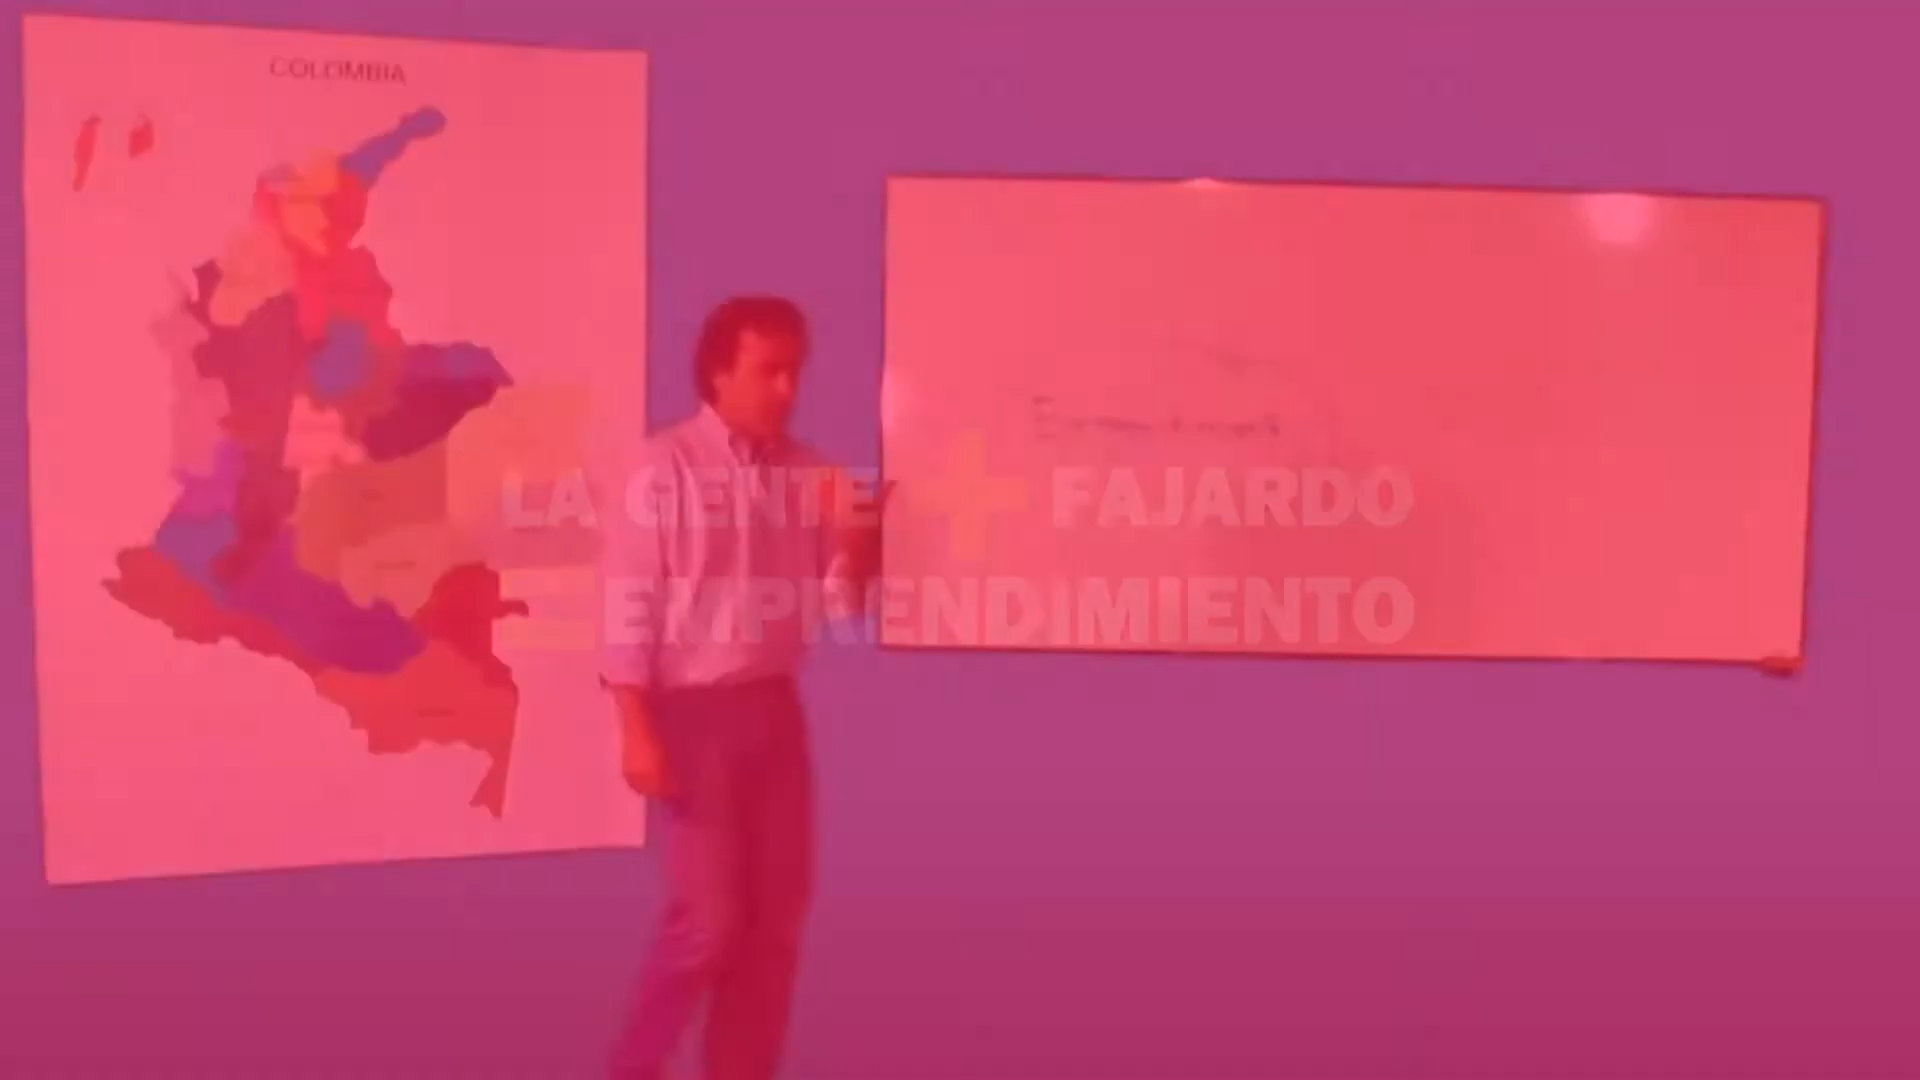 COLOMBIA
LA GENTE + FAJARDO
= EMPRENDIMIENTO